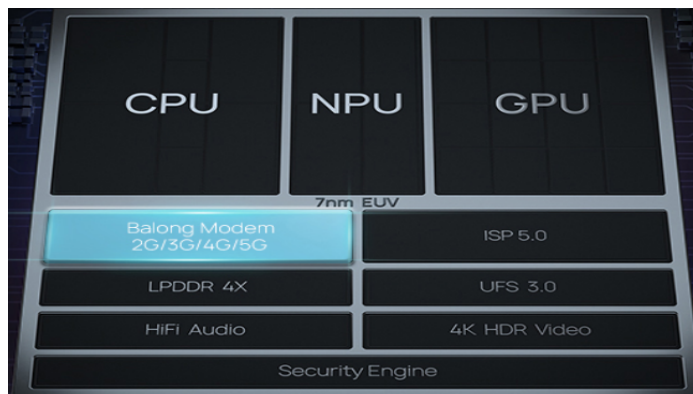 CPU
NPU
GPU
7nm EUV
Balong Modem
2G/3G/4G/5G
ISP 5.0
LPDDR 4X
UFS 3.0
HiFi Audio
4K HDR Video
Security Engine